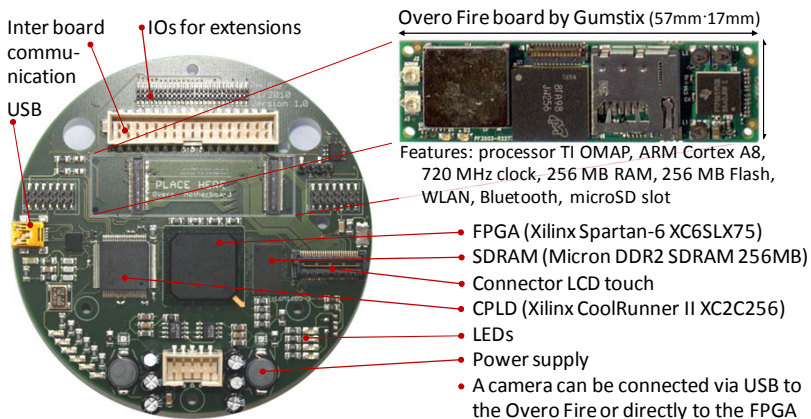 Overo Fire board by Gumstix (57mm·17mm)
Inter board
commu-
nication
IOs for extensions
USB
Version 1.0
PLACE HERE
Features: processor TI OMAP, ARM Cortex A8,
720 MHz clock, 256 MB RAM, 256 MB Flash,
WLAN, Bluetooth, microSD slot
FPGA (Xilinx Spartan-6 XC6SLX75)
SDRAM (Micron DDR2 SDRAM 256MB)
Connector LCD touch
CPLD (Xilinx CoolRunner II XC2C256)
LEDs
Power supply
A camera can be connected via USB to
the Overo Fire or directly to the FPGA